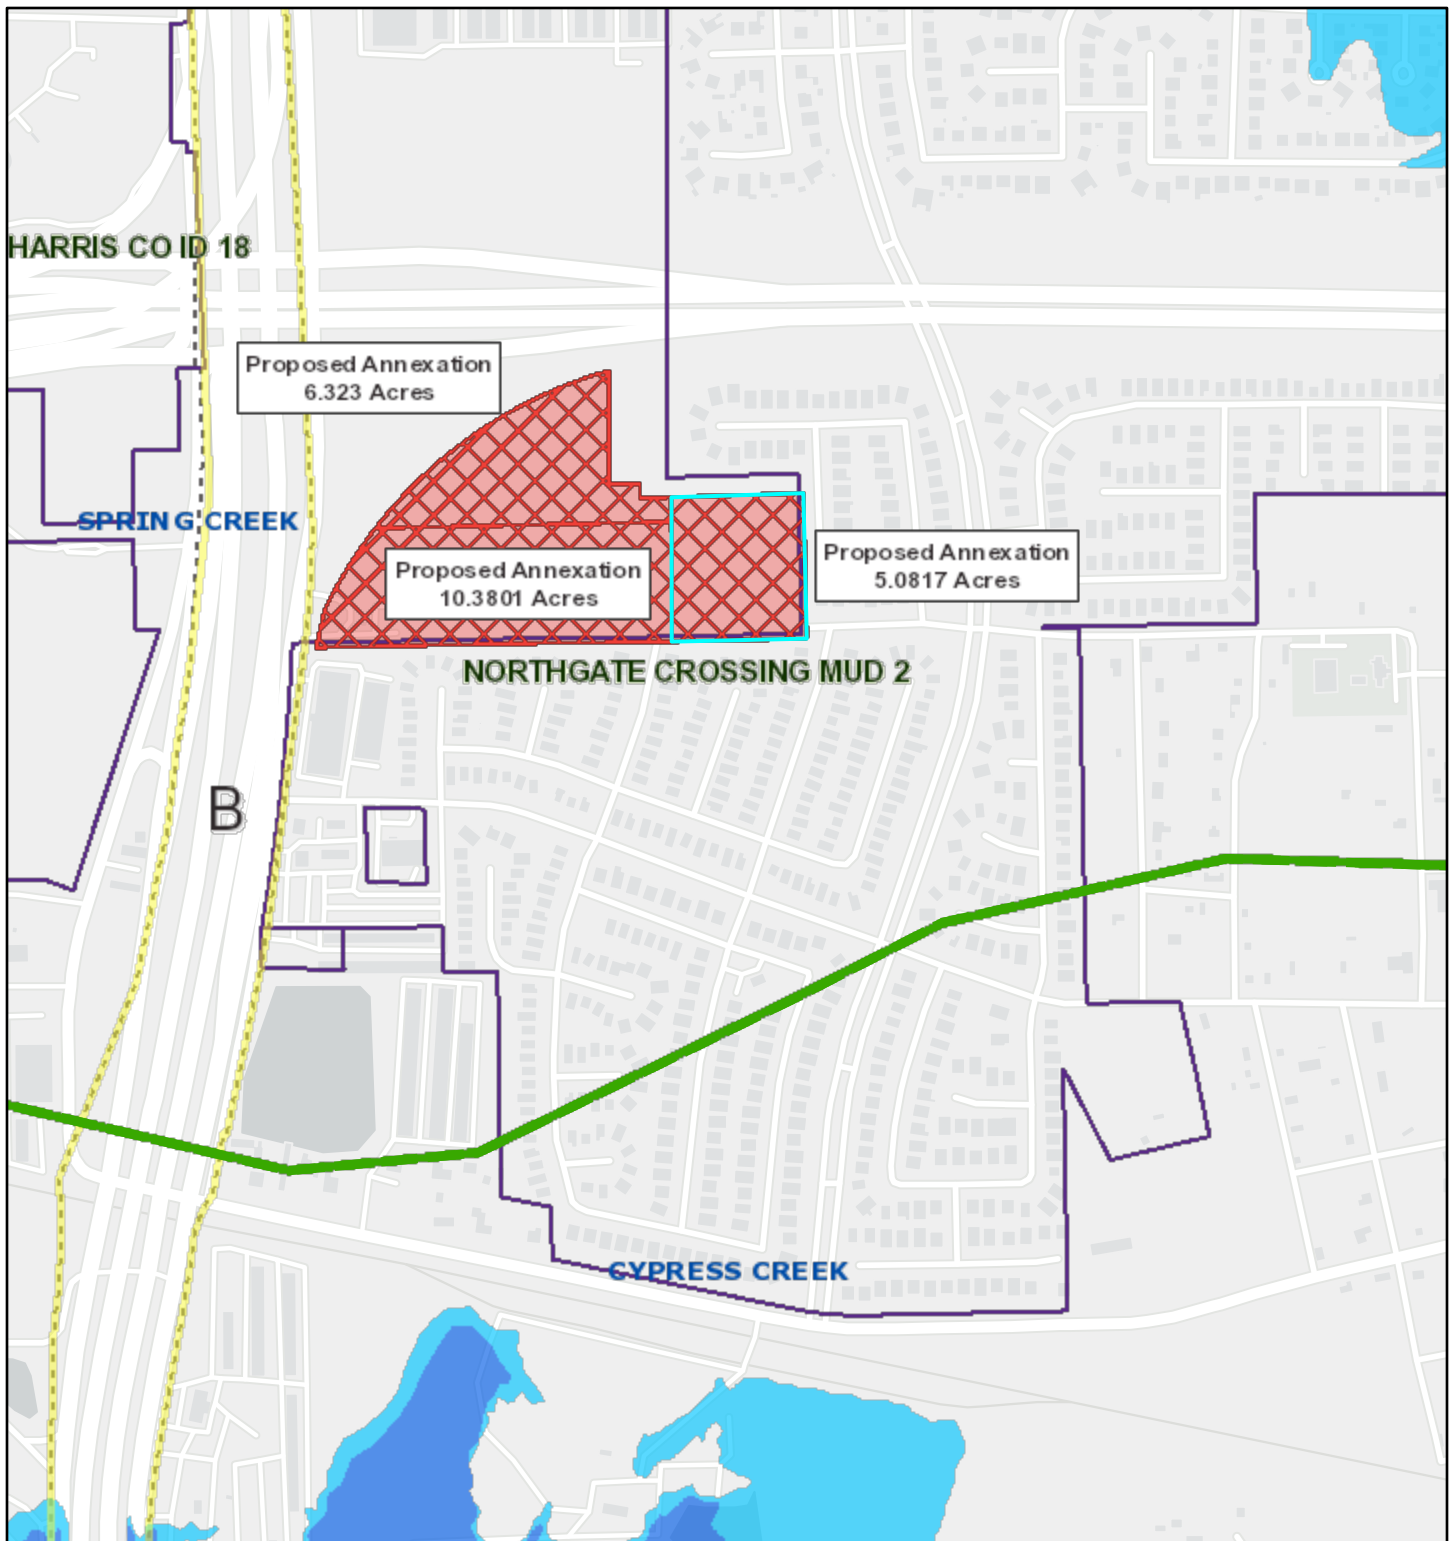 HARRIS CO ID 18
Proposed Annexation
6.323 Acres
SPRING CREEK
Proposed Annexation
10.3801 Acres
Proposed Annexation
5.0817 Acres
NORTHGATE CROSSING MUD 2
B
CYPRESS CREEK